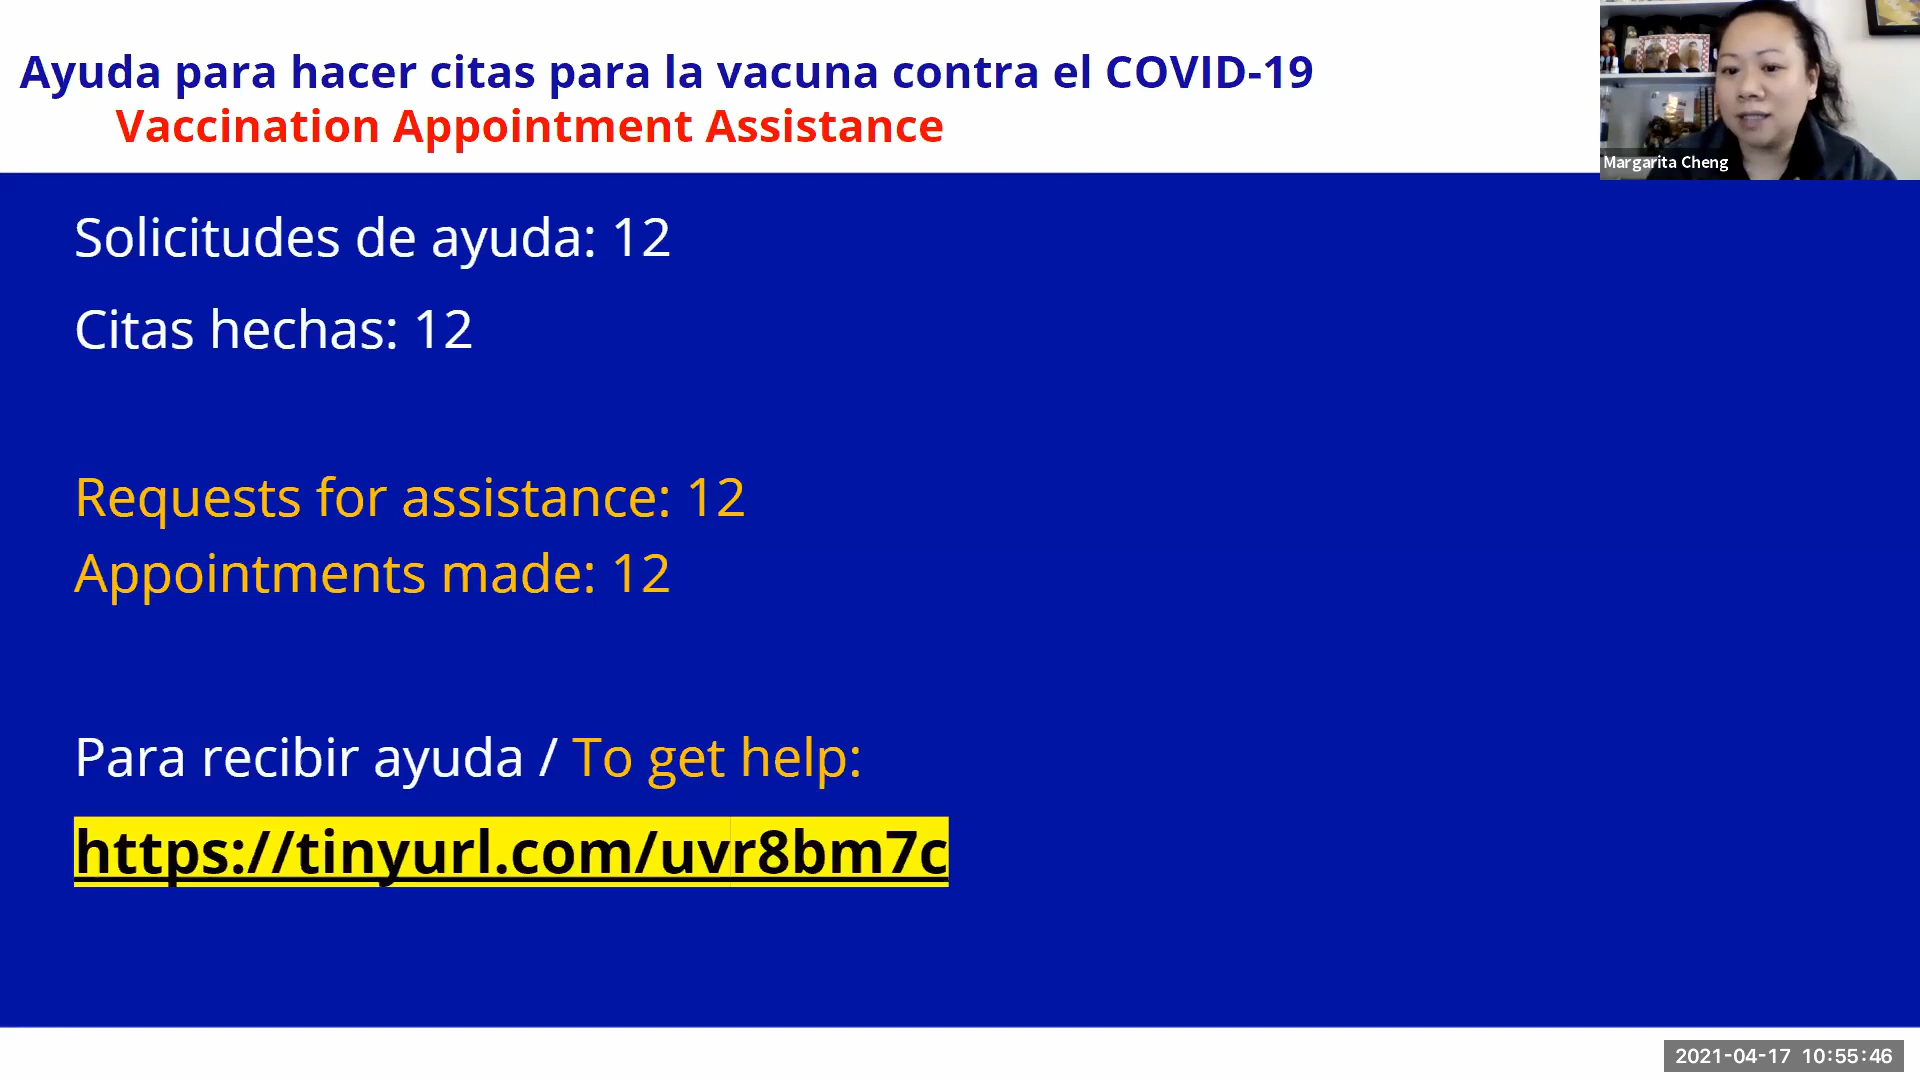 Ayuda para hacer citas para la vacuna contra el COVID-19
Vaccination Appointment Assistance
Margarita Cheng
Solicitudes de ayuda: 12
Citas hechas: 12
Requests for assistance: 12
Appointments made: 12
Para recibir ayuda / To get help:
https://tinyurl.com/uvr8bm7c
2021-04-17 10:55:46